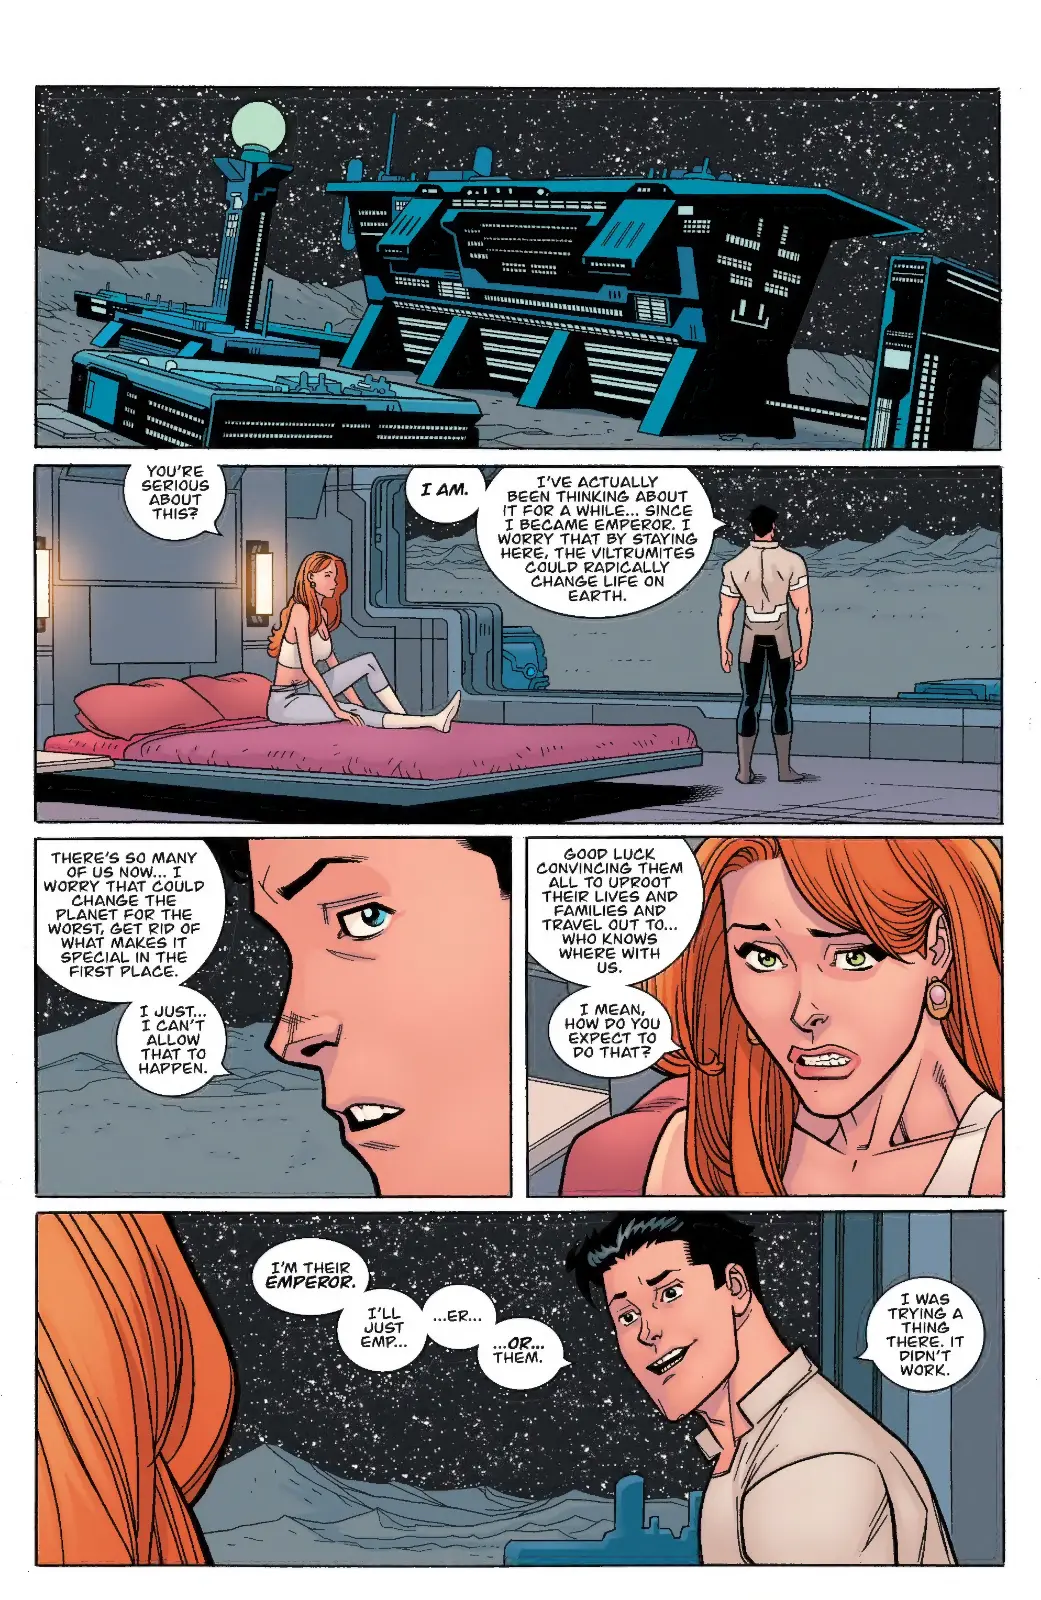 YOU'RE
SERIOUS
ABOUT
THIS?
I AM.
I'VE ACTUALLY
BEEN THINKING ABOUT
IT FOR A WHILE... SINCE
I BECAME EMPEROR. I
WORRY THAT BY STAYING
HERE, THE VILTRUMITES
COULD RADICALLY
CHANGE LIFE ON
EARTH.
THERE'S SO MANY
OF US NOW... I
WORRY THAT COULD
CHANGE THE
PLANET FOR THE
WORST, GET RID OF
WHAT MAKES IT
SPECIAL IN THE
FIRST PLACE.
I JUST...
I CAN'T
ALLOW
THAT TO
HAPPEN.
GOOD LUCK
CONVINCING THEM
ALL TO UPROOT
THEIR LIVES AND
FAMILIES AND
TRAVEL OUT TO...
WHO KNOWS
WHERE WITH
US.
I MEAN,
HOW DO YOU
EXPECT TO
DO THAT?
I'M THEIR
EMPEROR.
I'LL
JUST
EMP...
...ER...
...OR...
THEM.
I WAS
TRYING A
THING
THERE. IT
DIDN'T
WORK.